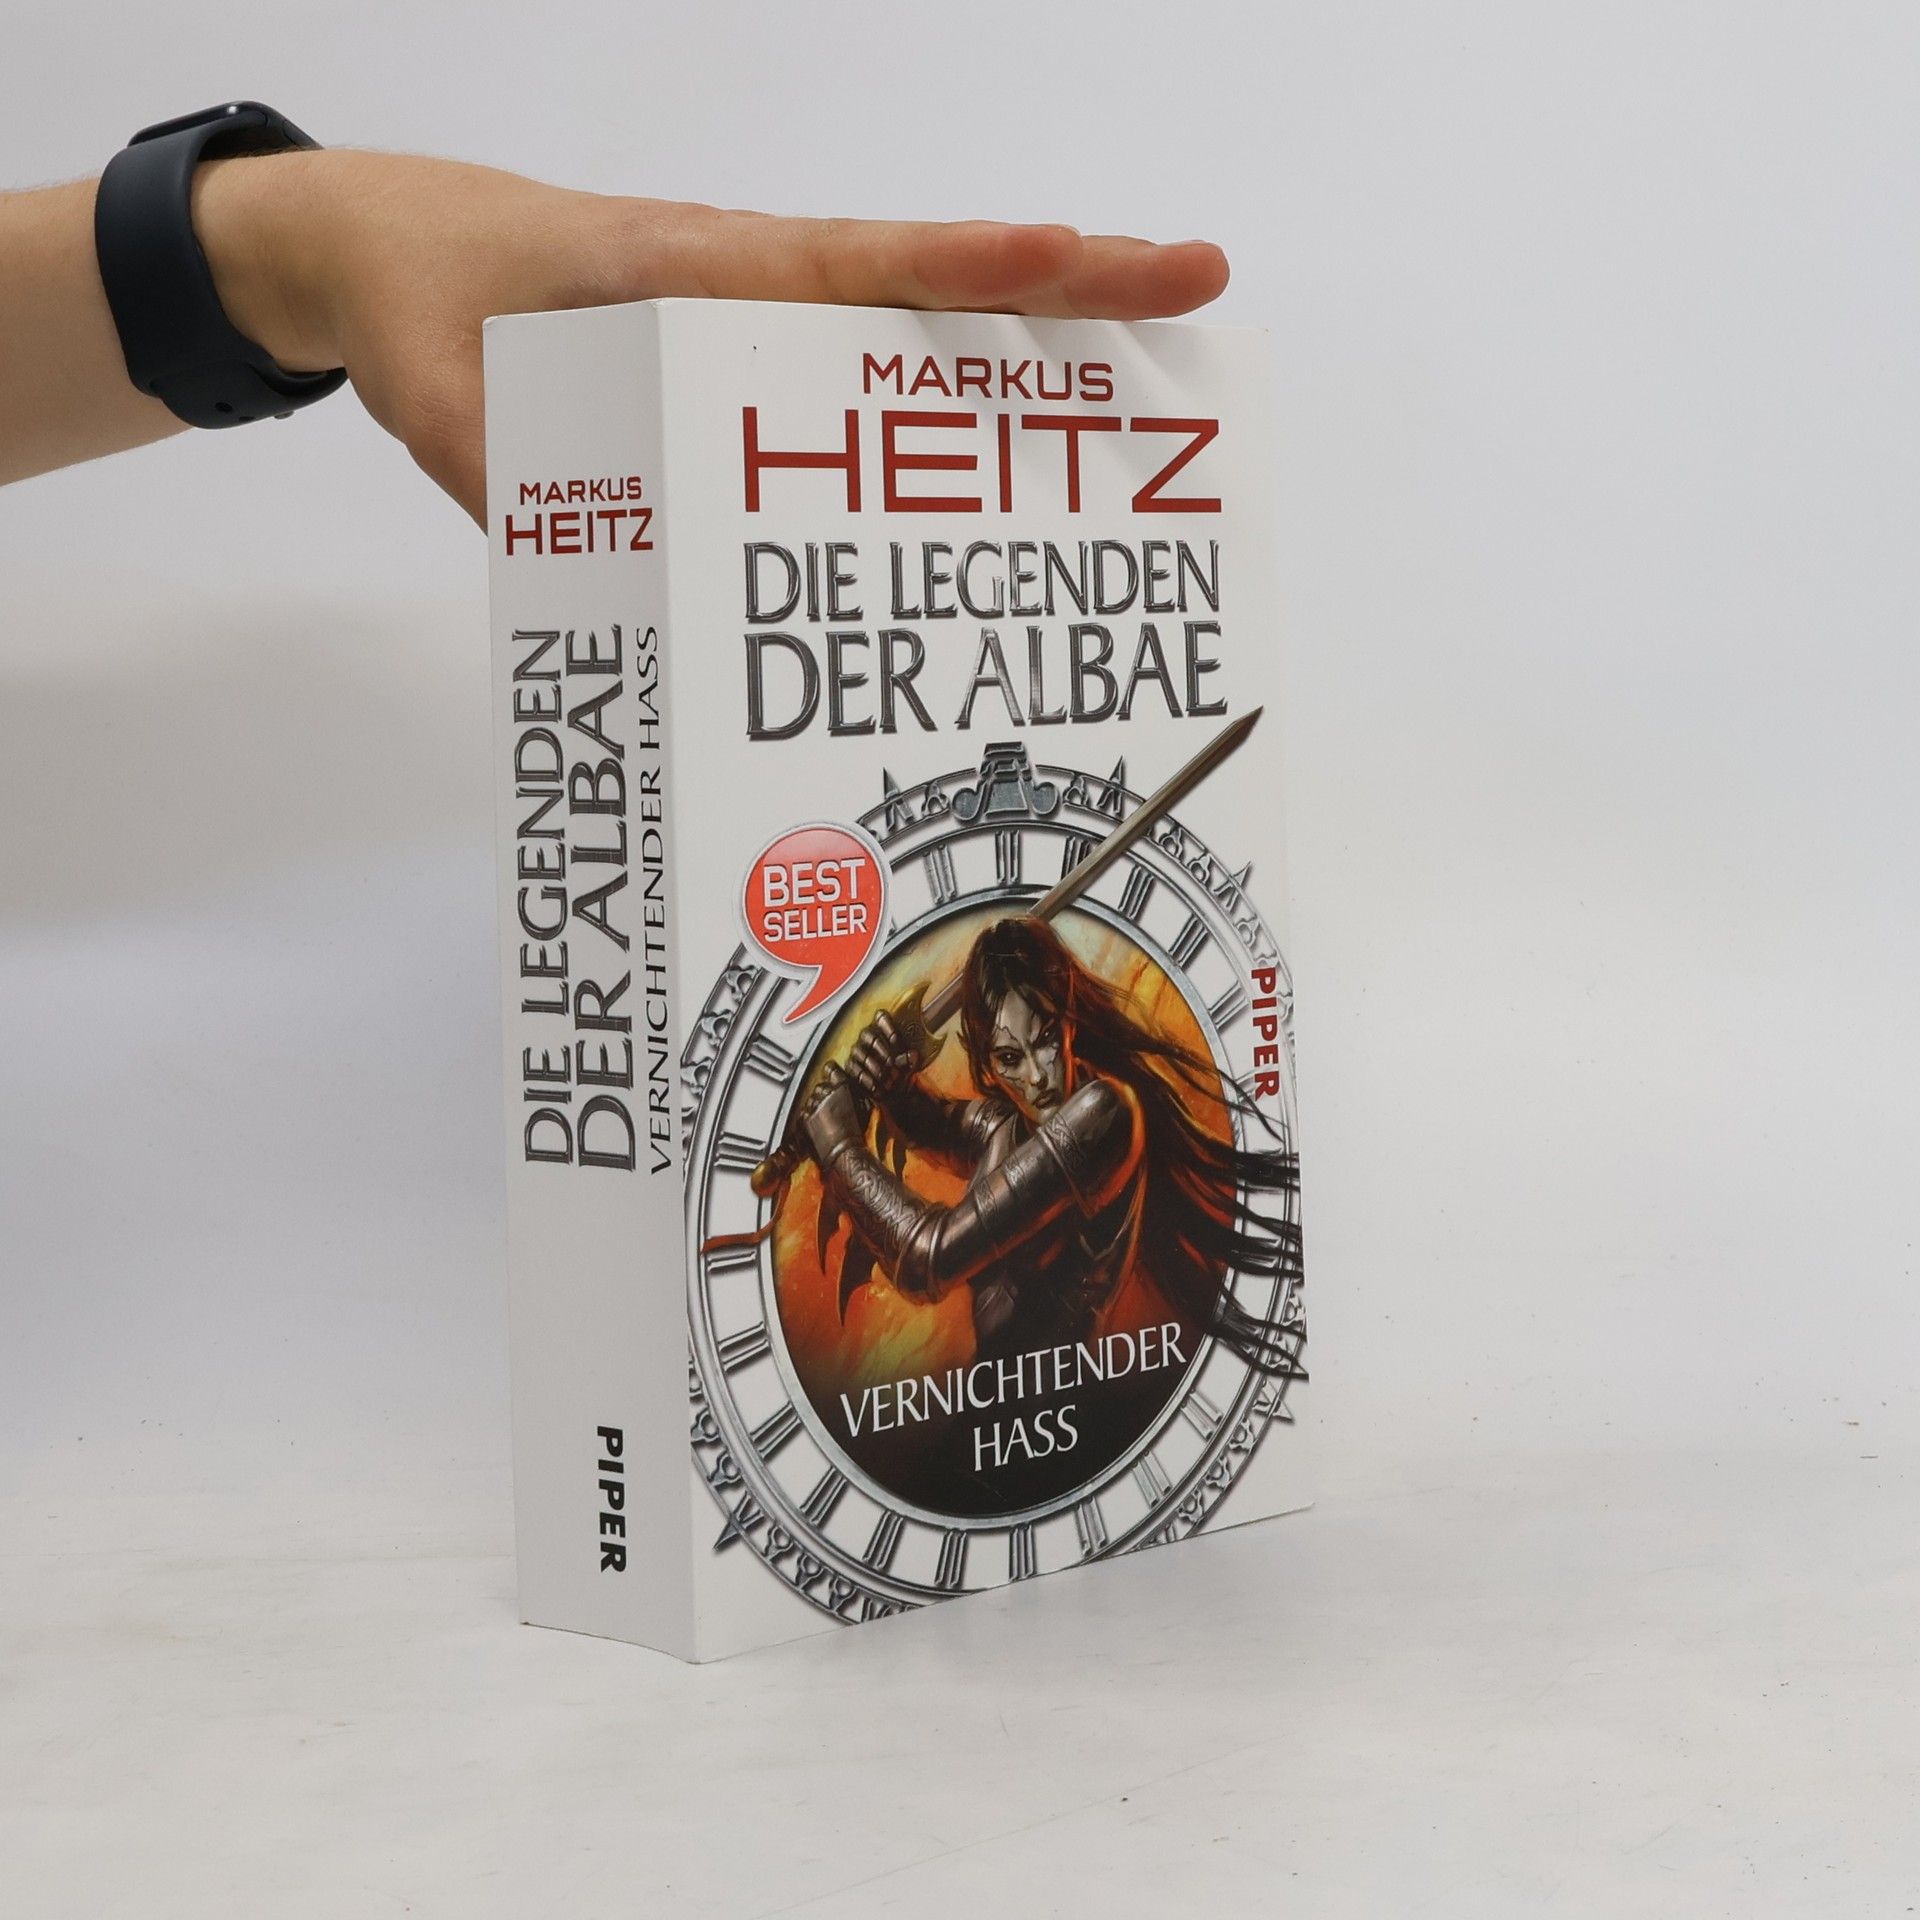 MARKUS
HEITZ
DIE LEGENDEN
DER ALBAE
VERNICHTENDER HASS
PIPER
MARKUS
HEITZ
DIE LEGENDEN
DER ALBAE
BEST
SELLER
PIPER
VERNICHTENDER
HASS